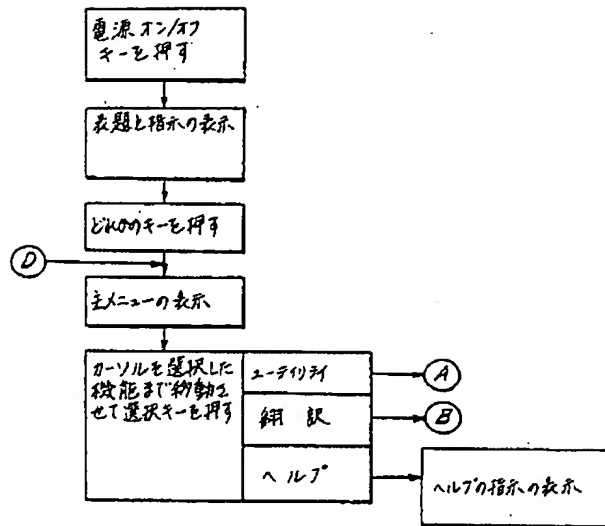 電源オン/オフ
キーを押す
表題と指示の表示
どれかのキーを押す
D
主メニューの表示
カーソルを選択した
機能まで移動さ
せて選択キーを押す
ユーティリティ
A
翻訳
B
ヘルプ
ヘルプの指示の表示